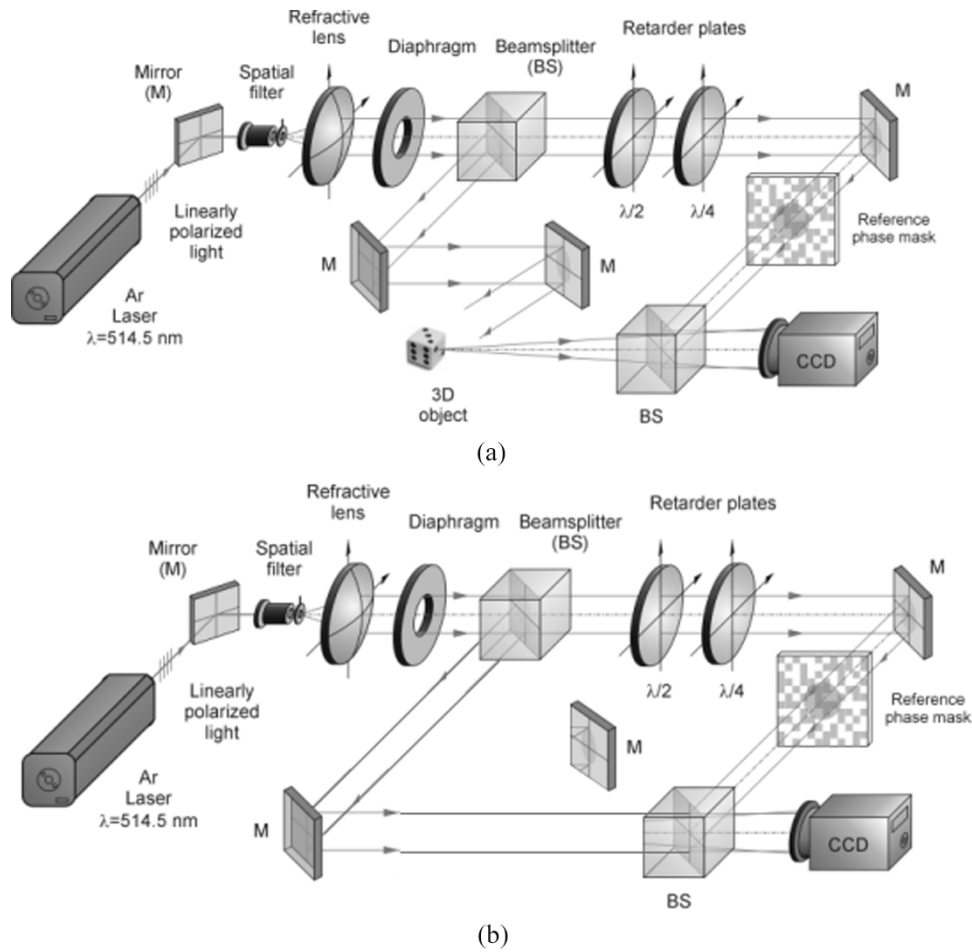 Refractive
lens
Diaphragm
Beamsplitter
(BS)
Retarder plates
Mirror
(M)
Spatial
filter
M
Linearly
polarized
light
λ/2
λ/4
Reference
phase mask
M
M
Ar
Laser
λ=514.5 nm
3D
object
BS
CCD
(a)
Refractive
lens
Diaphragm
Beamsplitter
(BS)
Retarder plates
Mirror
(M)
Spatial
filter
M
Linearly
polarized
light
λ/2
λ/4
Reference
phase mask
M
Ar
Laser
λ=514.5 nm
M
CCD
BS
(b)